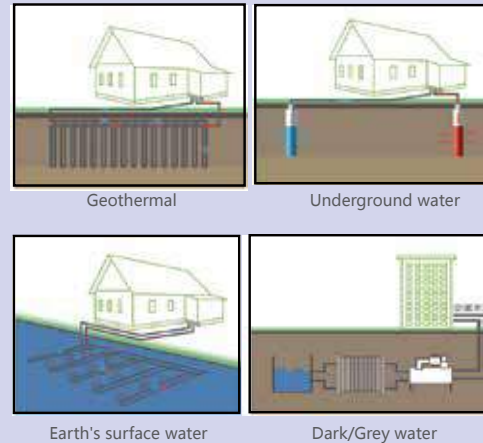 Geothermal
Underground water
Earth's surface water
Dark/Grey water